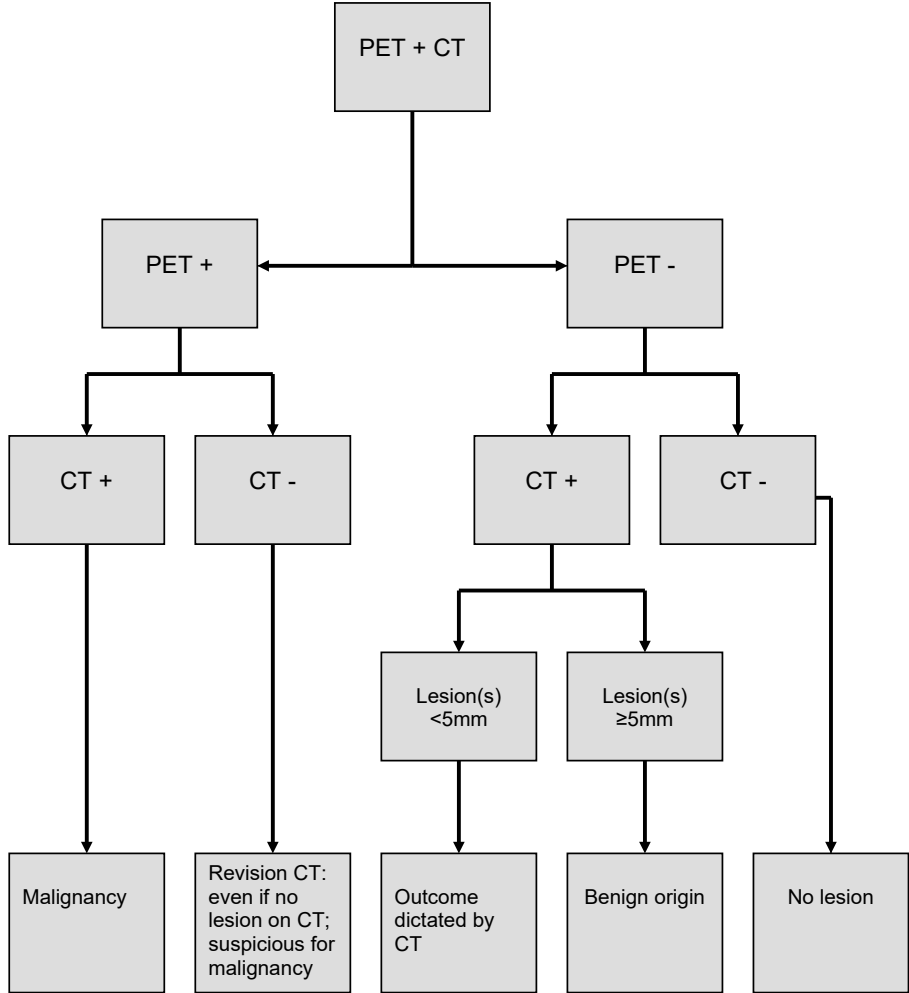 PET + CT
PET +
PET -
CT +
CT -
CT +
CT -
Lesion(s)
<5mm
Lesion(s)
≥5mm
Malignancy
Revision CT:
even if no
lesion on CT;
suspicious for
malignancy
Outcome
dictated by
CT
Benign origin
No lesion